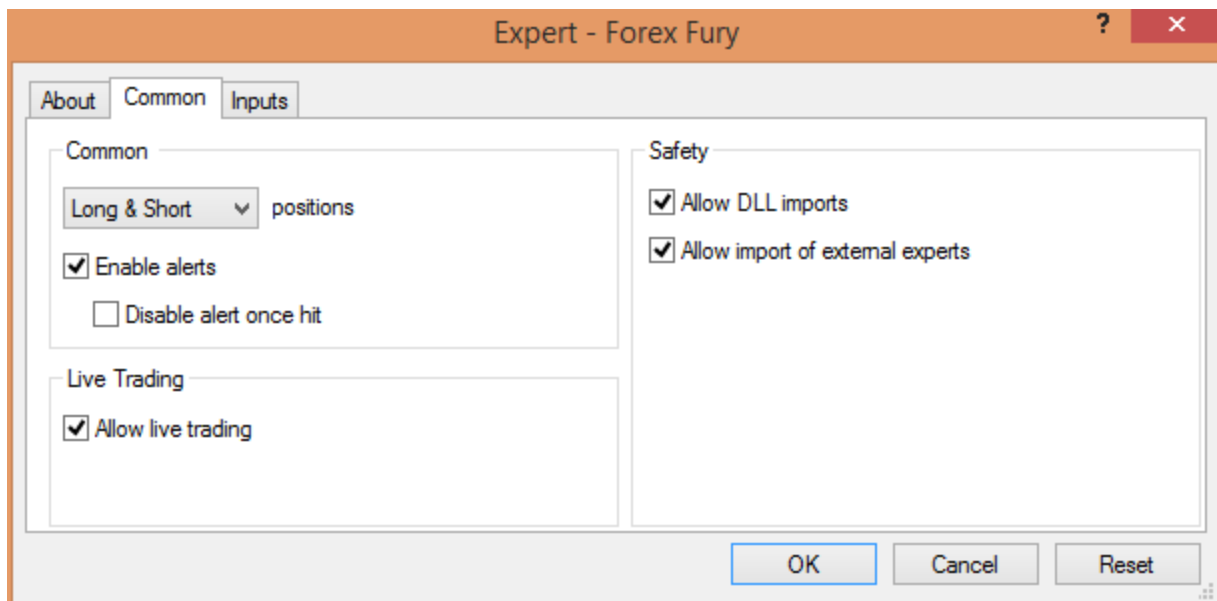 Expert - Forex Fury
?
About
Common
Inputs
Common
Long & Short
positions
Enable alerts
Disable alert once hit
Live Trading
Allow live trading
Safety
Allow DLL imports
Allow import of external experts
OK
Cancel
Reset